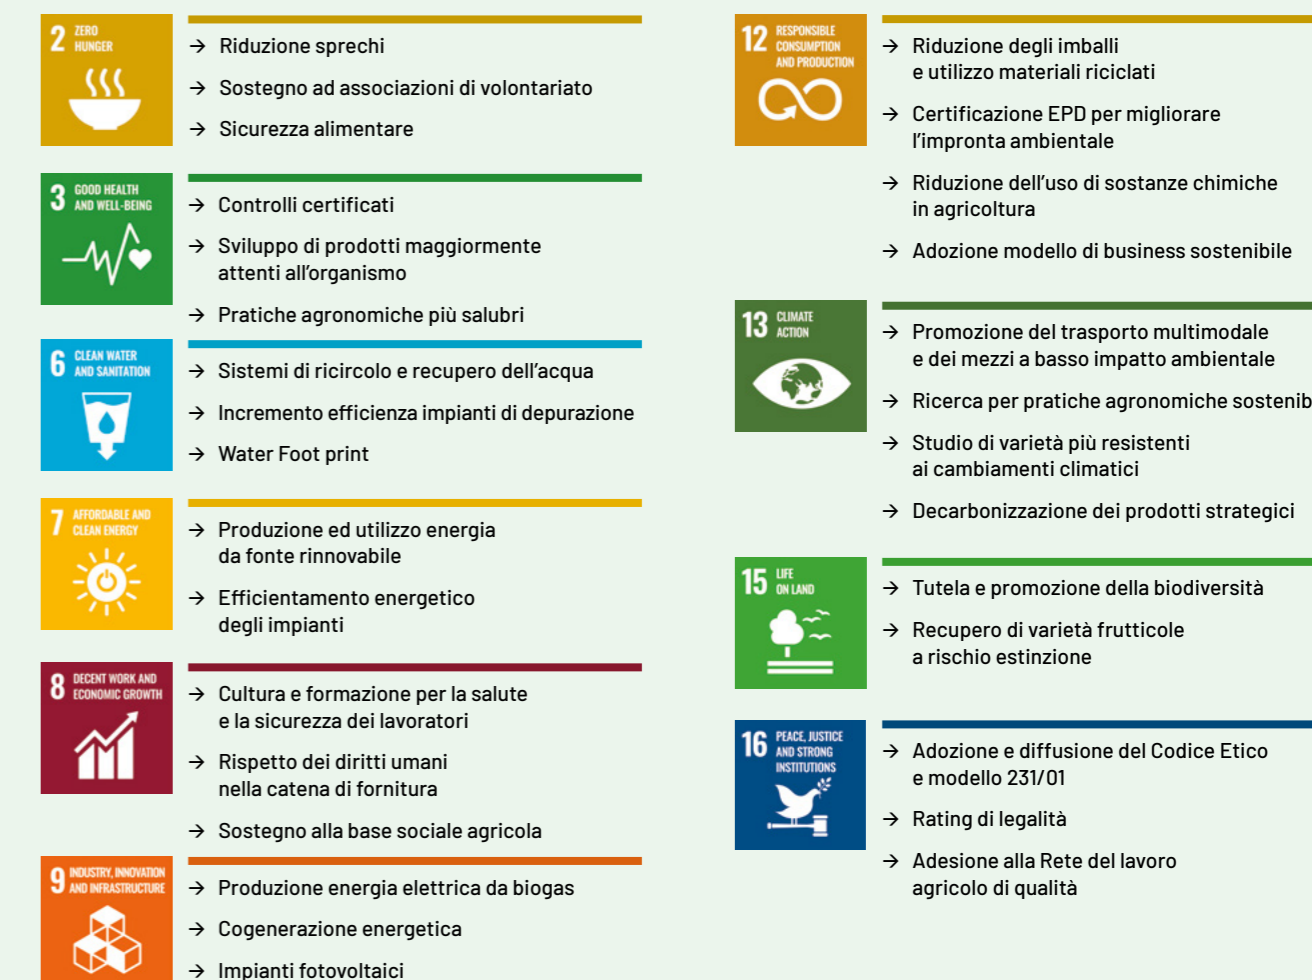 2 ZERO
HUNGER
→ Riduzione sprechi
→ Sostegno ad associazioni di volontariato
→ Sicurezza alimentare
3 GOOD HEALTH
AND WELL-BEING
→ Controlli certificati
→ Sviluppo di prodotti maggiormente
attenti all'organismo
→ Pratiche agronomiche più salubri
6 CLEAN WATER
AND SANITATION
→ Sistemi di ricircolo e recupero dell'acqua
→ Incremento efficienza impianti di depurazione
→ Water Foot print
7 AFFORDABLE AND
CLEAN ENERGY
→ Produzione ed utilizzo energia
da fonte rinnovabile
→ Efficientamento energetico
degli impianti
8 DECENT WORK AND
ECONOMIC GROWTH
→ Cultura e formazione per la salute
e la sicurezza dei lavoratori
→ Rispetto dei diritti umani
nella catena di fornitura
→ Sostegno alla base sociale agricola
9 INDUSTRY, INNOVATION
AND INFRASTRUCTURE
→ Produzione energia elettrica da biogas
→ Cogenerazione energetica
→ Impianti fotovoltaici
12 RESPONSIBLE
CONSUMPTION
AND PRODUCTION
→ Riduzione degli imballi
e utilizzo materiali riciclati
→ Certificazione EPD per migliorare
l'impronta ambientale
→ Riduzione dell'uso di sostanze chimiche
in agricoltura
→ Adozione modello di business sostenibile
13 CLIMATE
ACTION
→ Promozione del trasporto multimodale
e dei mezzi a basso impatto ambientale
→ Ricerca per pratiche agronomiche sostenib
→ Studio di varietà più resistenti
ai cambiamenti climatici
→ Decarbonizzazione dei prodotti strategici
15 LIFE
ON LAND
→ Tutela e promozione della biodiversità
→ Recupero di varietà frutticole
a rischio estinzione
16 PEACE, JUSTICE
AND STRONG
INSTITUTIONS
→ Adozione e diffusione del Codice Etico
e modello 231/01
→ Rating di legalità
→ Adesione alla Rete del lavoro
agricolo di qualità